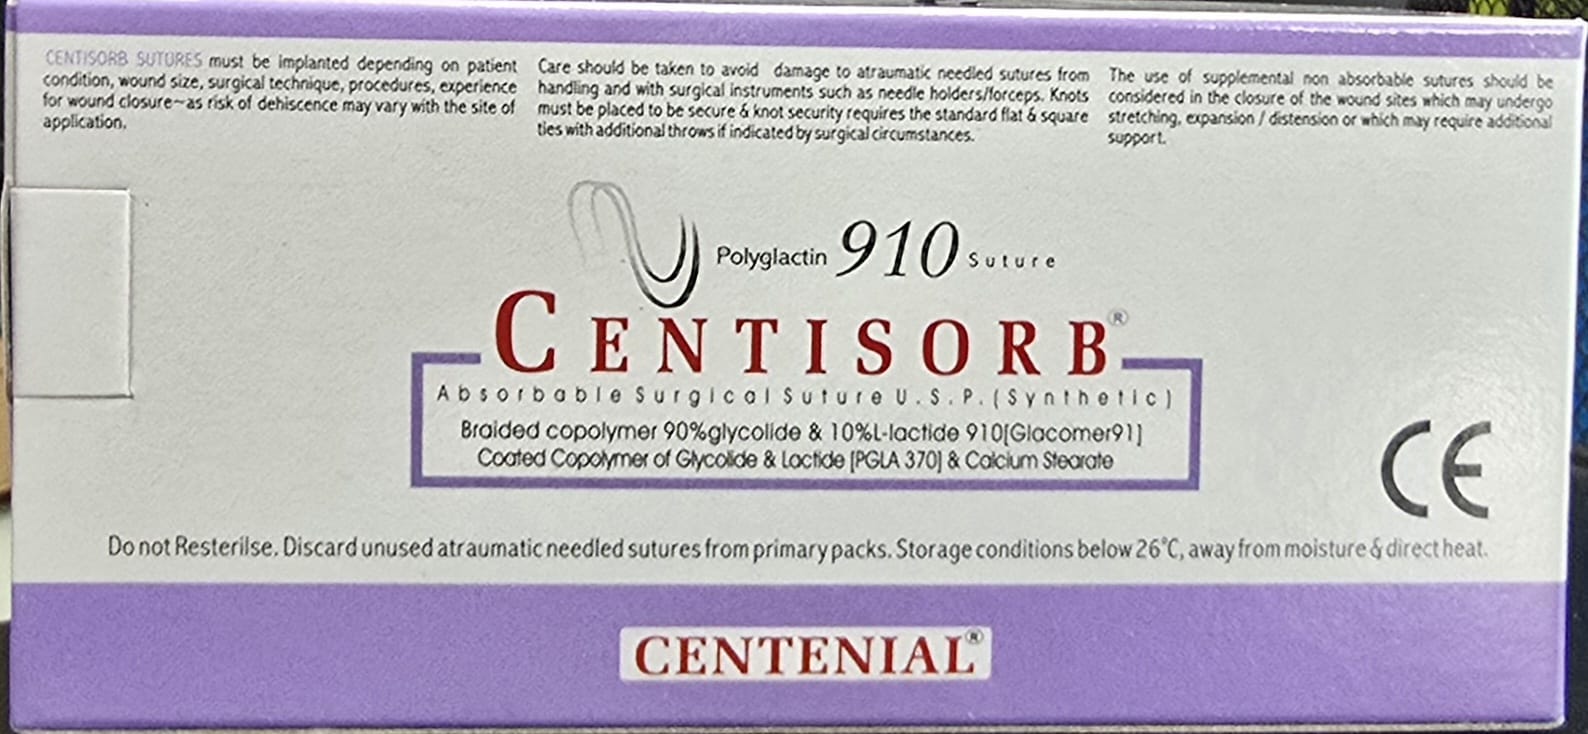 CENTISORB SUTURES must be implanted depending on patient
condition, wound size, surgical technique, procedures, experience
for wound closure~as risk of dehiscence may vary with the site of
application.
Care should be taken to avoid damage to atraumatic needled sutures from
handling and with surgical instruments such as needle holders/forceps. Knots
must be placed to be secure & knot security requires the standard flat & square
ties with additional throws if indicated by surgical circumstances.
The use of supplemental non absorbable sutures should be
considered in the closure of the wound sites which may undergo
stretching, expansion / distension or which may require additional
support.
Polyglactin 910 Suture
CENTISORB®
Absorbable Surgical Suture U.S.P. (Synthetic)
Braided copolymer 90%glycolide & 10%L-lactide 910[Glacomer91]
Coated Copolymer of Glycolide & Lactide [PGLA 370] & Calcium Stearate
CE
Do not Resterilse. Discard unused atraumatic needled sutures from primary packs. Storage conditions below 26°C, away from moisture & direct heat.
CENTENIAL®